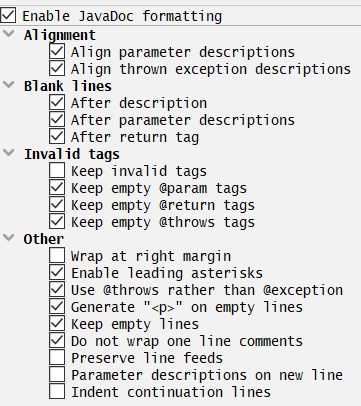 Enable JavaDoc formatting
Alignment
Align parameter descriptions
Align thrown exception descriptions
Blank lines
After description
After parameter descriptions
After return tag
Invalid tags
Keep invalid tags
Keep empty @param tags
Keep empty @return tags
Keep empty @throws tags
Other
Wrap at right margin
Enable leading asterisks
Use @throws rather than @exception
Generate "<p>" on empty lines
Keep empty lines
Do not wrap one line comments
Preserve line feeds
Parameter descriptions on new line
Indent continuation lines